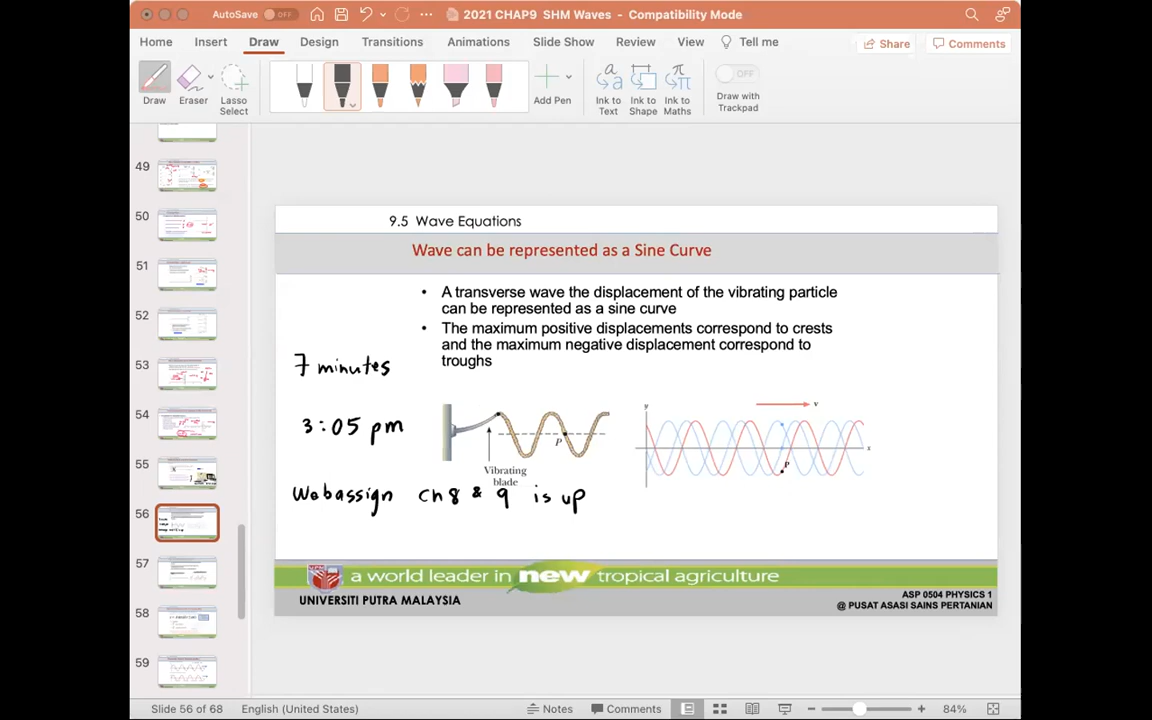 AutoSave OFF 2021 CHAP9 SHM Waves - Compatibility Mode
Home Insert Draw Design Transitions Animations Slide Show Review View Tell me Share Comments
OFF
Draw Eraser Lasso Select Add Pen Ink to Text Ink to Shape Ink to Maths Draw with Trackpad
49
50
51
52
53
54
55
56
57
58
59
9.5 Wave Equations
Wave can be represented as a Sine Curve
• A transverse wave the displacement of the vibrating particle
can be represented as a sine curve
• The maximum positive displacements correspond to crests
and the maximum negative displacement correspond to
troughs
7 minutes
3:05 pm
P
Vibrating
blade
y
v
x
P
Webassign Ch 8 & 9 is up
a world leader in new tropical agriculture
UNIVERSITI PUTRA MALAYSIA
ASP 0504 PHYSICS 1
@ PUSAT ASASI SAINS PERTANIAN
Slide 56 of 68 English (United States) Notes Comments 84%